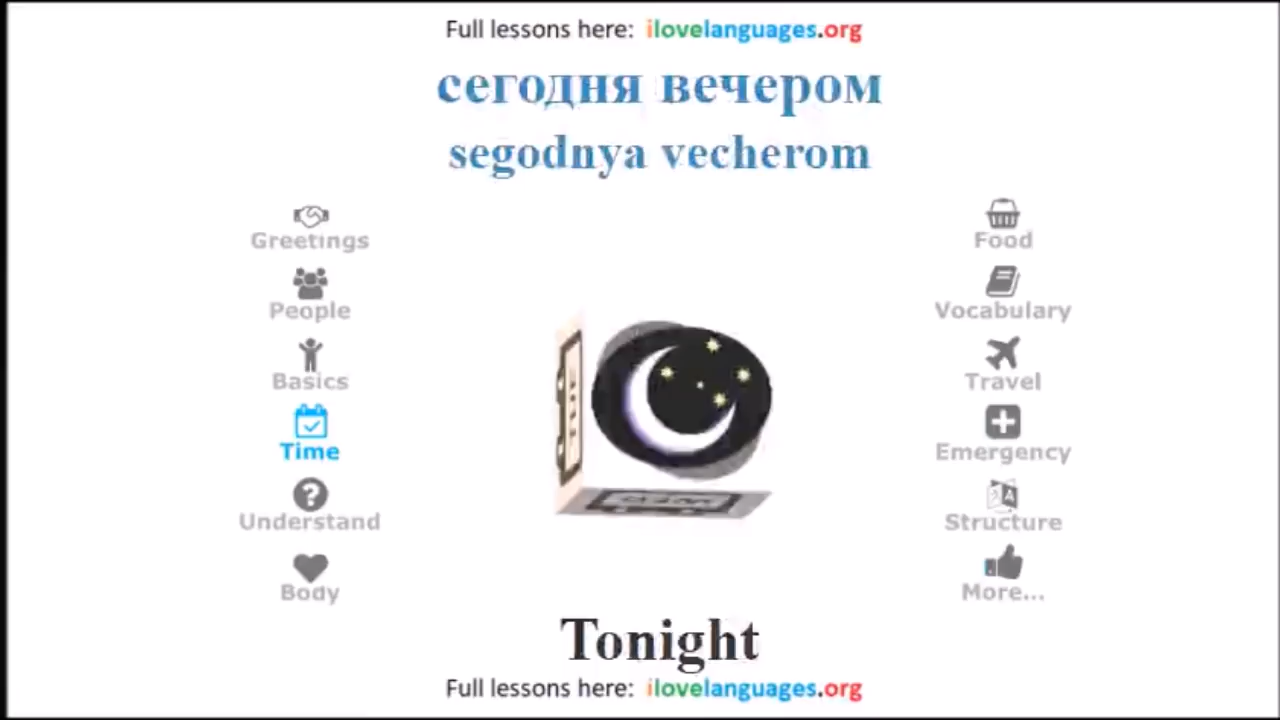 Full lessons here: ilovelanguages.org
сегодня вечером
segodnya vecherom
Greetings
People
Basics
Time
Understand
Body
Food
Vocabulary
Travel
Emergency
Structure
More...
Tonight
Full lessons here: ilovelanguages.org